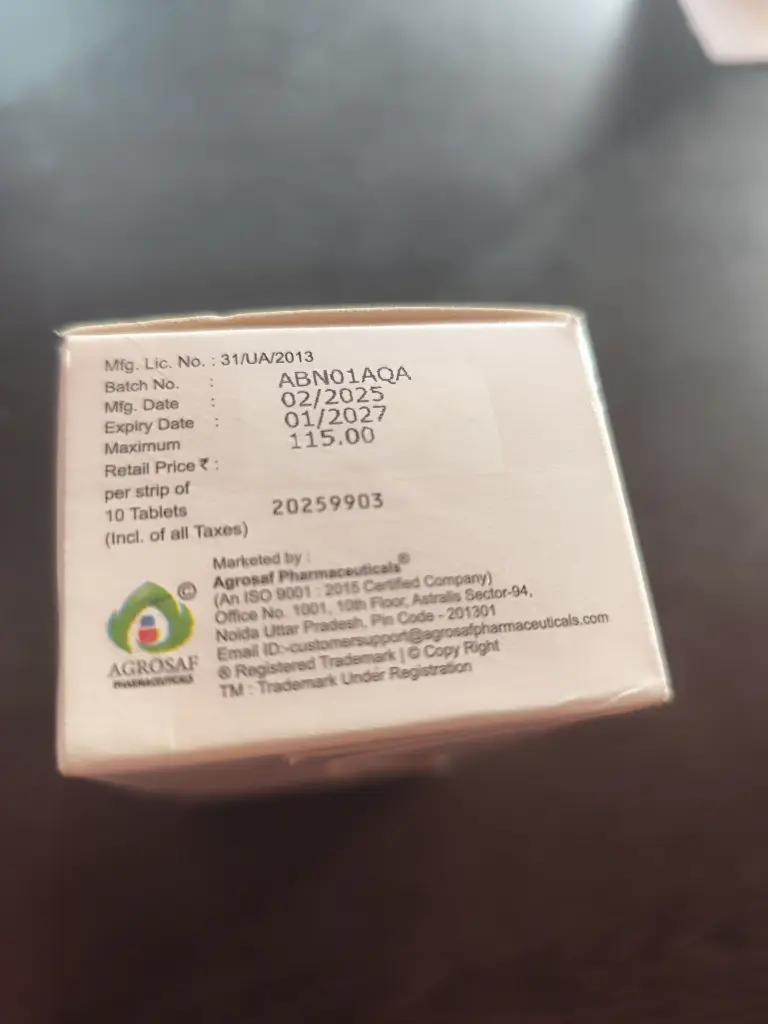 Mfg. Lic. No. : 31/UA/2013
Batch No. : ABN01AQA
Mfg. Date : 02/2025
Expiry Date : 01/2027
Maximum 115.00
Retail Price ₹ :
per strip of
10 Tablets 20259903
(Incl. of all Taxes)
Marketed by :
Agrosaf Pharmaceuticals®
(An ISO 9001 : 2015 Certified Company)
Office No. 1001, 10th Floor, Astralis Sector-94,
Noida Uttar Pradesh, Pin Code - 201301
Email ID:-customersupport@agrosafpharmaceuticals.com
® Registered Trademark | © Copy Right
TM : Trademark Under Registration
©
AGROSAF
PHARMACEUTICALS